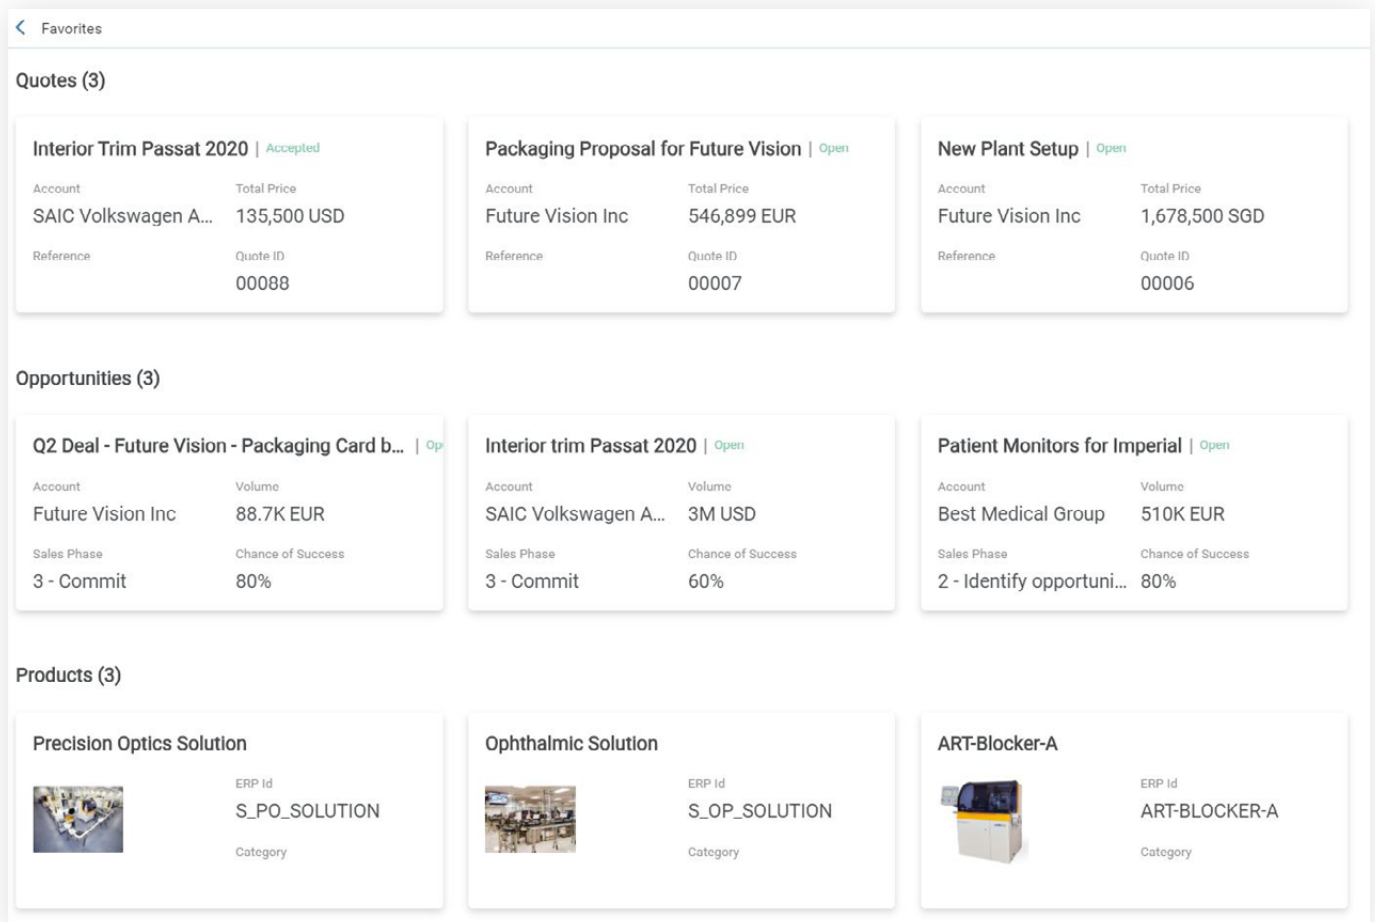 Favorites
Quotes (3)
Interior Trim Passat 2020 | Accepted
Account
Total Price
SAIC Volkswagen A...
135,500 USD
Reference
Quote ID
00088
Packaging Proposal for Future Vision | Open
Account
Total Price
Future Vision Inc
546,899 EUR
Reference
Quote ID
00007
New Plant Setup | Open
Account
Total Price
Future Vision Inc
1,678,500 SGD
Reference
Quote ID
00006
Opportunities (3)
Q2 Deal - Future Vision - Packaging Card b... | Op
Account
Volume
Future Vision Inc
88.7K EUR
Sales Phase
Chance of Success
3 - Commit
80%
Interior trim Passat 2020 | Open
Account
Volume
SAIC Volkswagen A...
3M USD
Sales Phase
Chance of Success
3 - Commit
60%
Patient Monitors for Imperial | Open
Account
Volume
Best Medical Group
510K EUR
Sales Phase
Chance of Success
2 - Identify opportuni...
80%
Products (3)
Precision Optics Solution
ERP Id
S_PO_SOLUTION
Category
Ophthalmic Solution
ERP Id
S_OP_SOLUTION
Category
ART-Blocker-A
ERP Id
ART-BLOCKER-A
Category